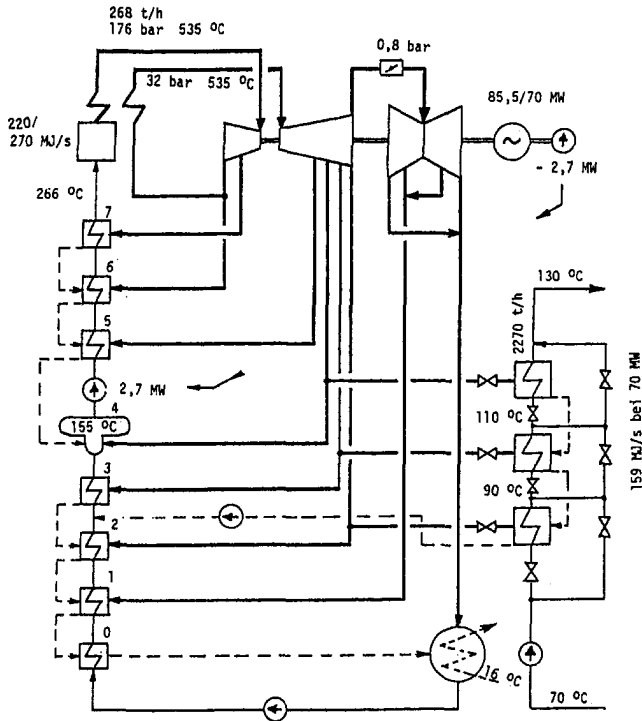 268 t/h
176 bar 535 °C
0,8 bar
32 bar 535 °C
85,5/70 MW
220/
270 MJ/s
- 2,7 MW
266 °C
7
6
130 °C
2270 t/h
5
2,7 MW
4
155 °C
110 °C
159 MJ/s bei 70 MW
3
90 °C
2
1
0
16 °C
70 °C